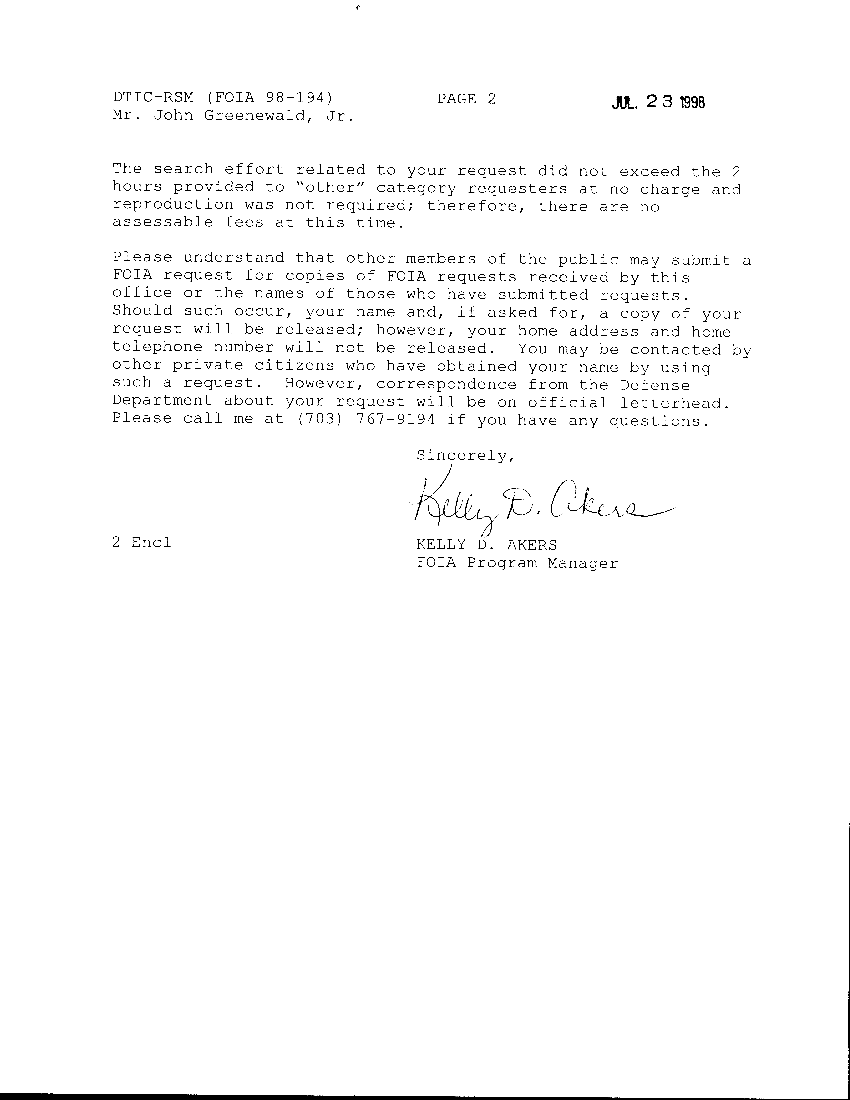 DTIC-RSM (FOIA 98-194) PAGE 2 JUL 23 1998
Mr. John Greenewald, Jr.
The search effort related to your request did not exceed the 2
hours provided to "other" category requesters at no charge and
reproduction was not required; therefore, there are no
assessable fees at this time.
Please understand that other members of the public may submit a
FOIA request for copies of FOIA requests received by this
office or the names of those who have submitted requests.
Should such occur, your name and, if asked for, a copy of your
request will be released; however, your home address and home
telephone number will not be released. You may be contacted by
other private citizens who have obtained your name by using
such a request. However, correspondence from the Defense
Department about your request will be on official letterhead.
Please call me at (703) 767-9194 if you have any questions.
Sincerely,
Kelly D. Akers
2 Encl KELLY D. AKERS
FOIA Program Manager